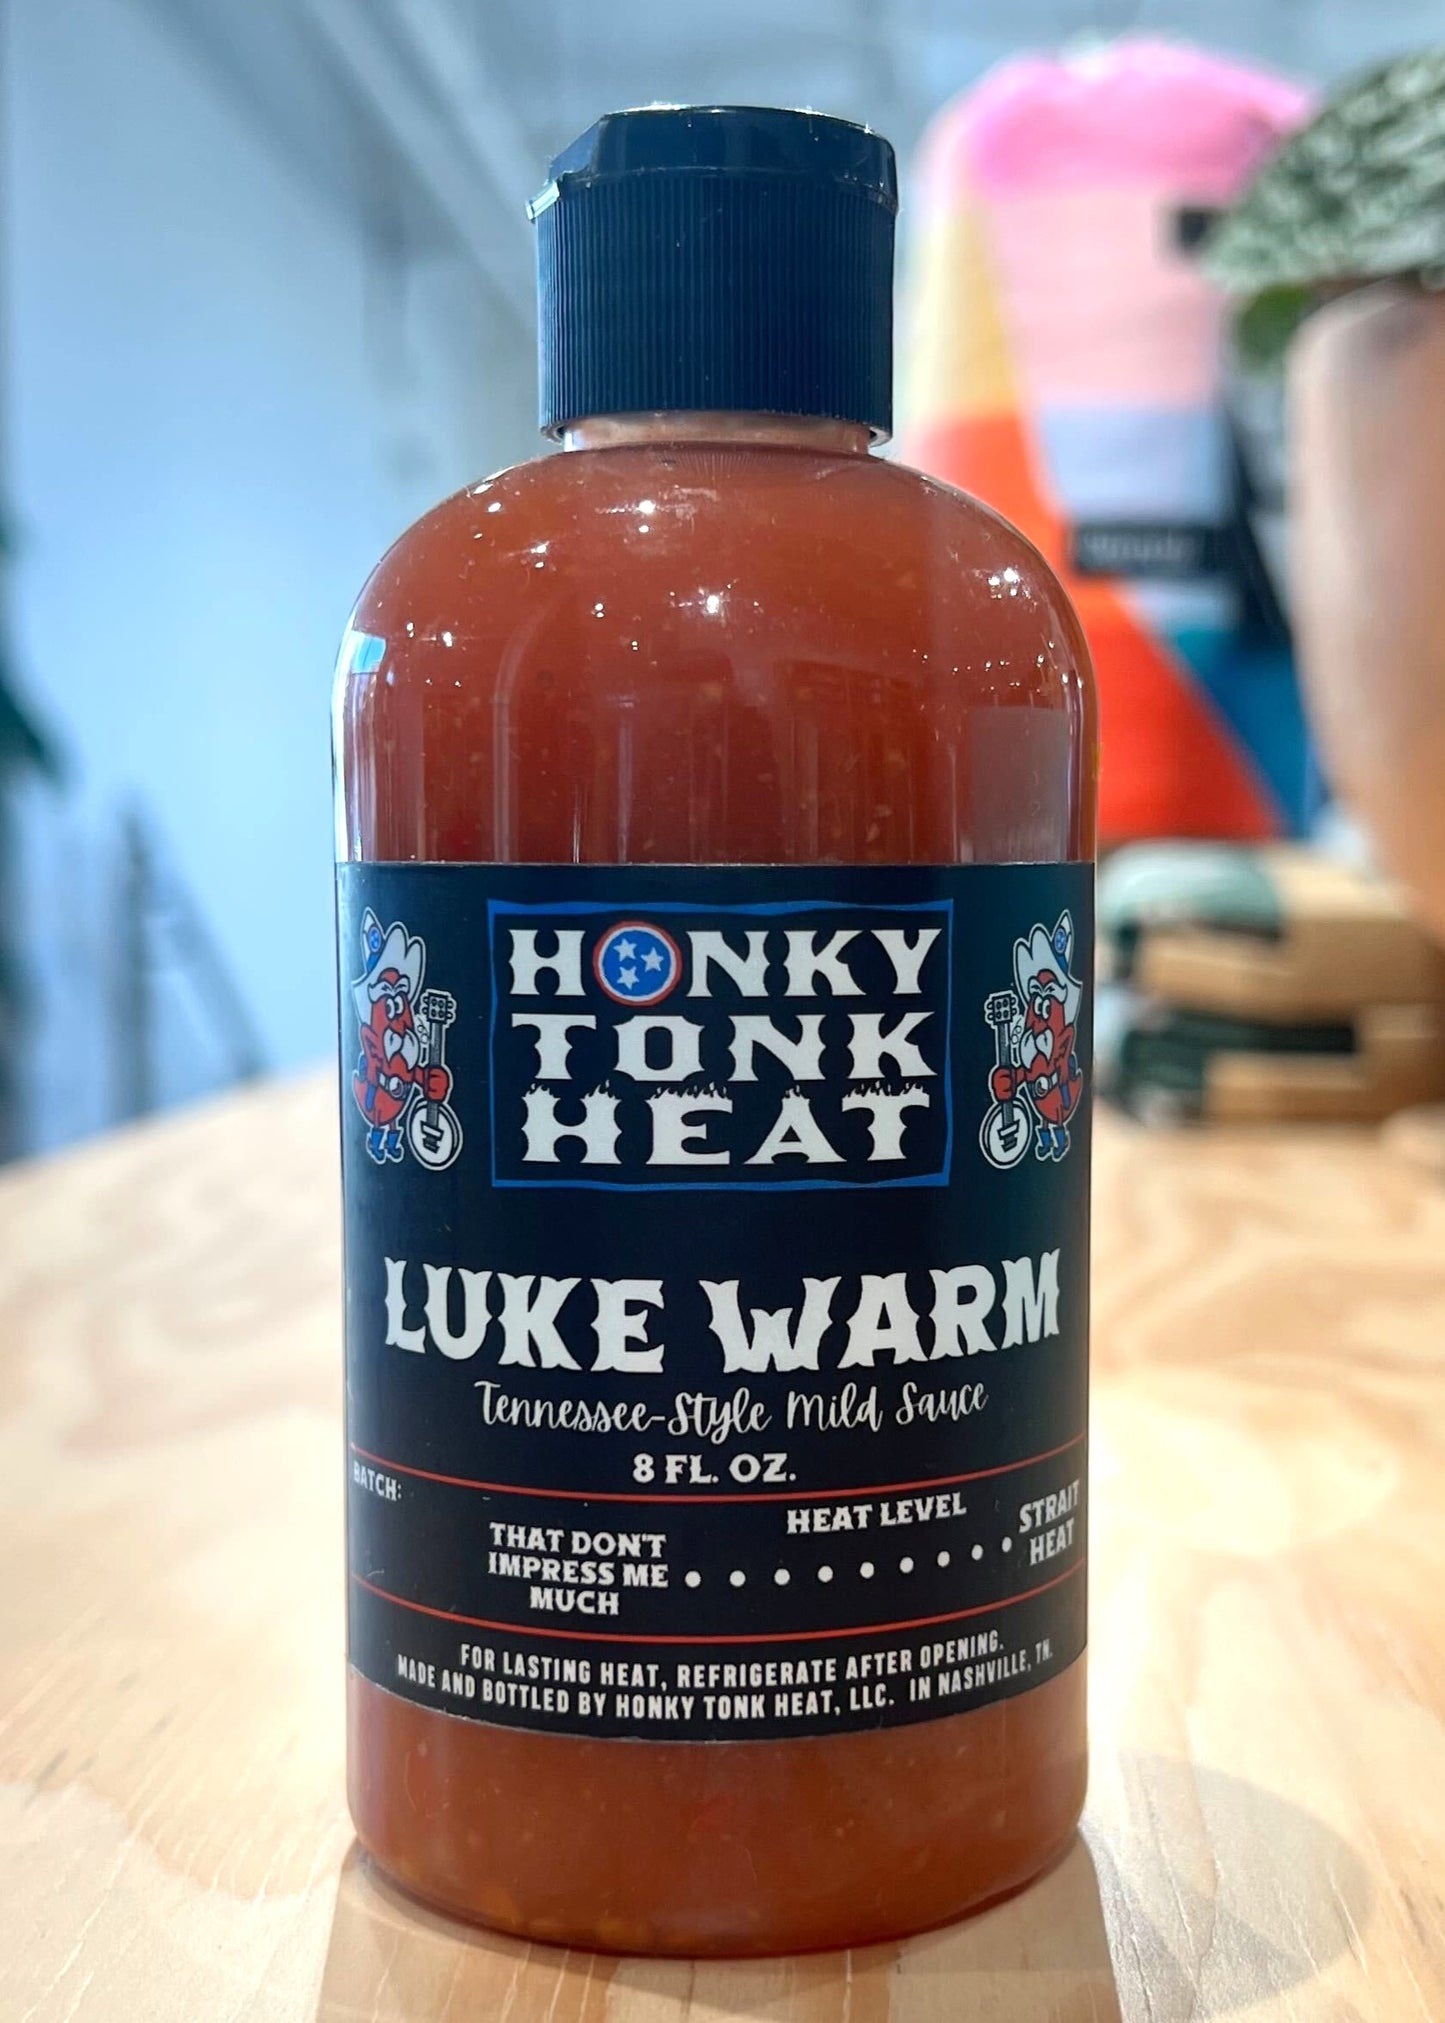 HONKY
TONK
HEAT
LUKE WARM
Tennessee-Style Mild Sauce
8 FL. OZ.
BATCH:
HEAT LEVEL
THAT DON'T
IMPRESS ME
MUCH
STRAIT
HEAT
FOR LASTING HEAT, REFRIGERATE AFTER OPENING.
MADE AND BOTTLED BY HONKY TONK HEAT, LLC. IN NASHVILLE, TN.